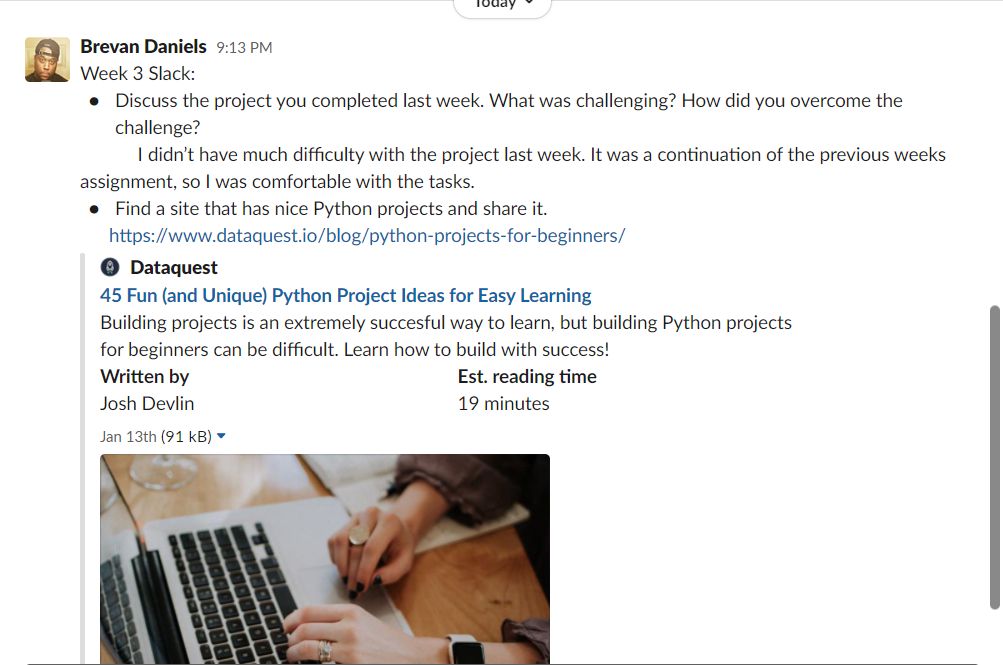 Today
Brevan Daniels 9:13 PM
Week 3 Slack:
● Discuss the project you completed last week. What was challenging? How did you overcome the
challenge?
I didn’t have much difficulty with the project last week. It was a continuation of the previous weeks
assignment, so I was comfortable with the tasks.
● Find a site that has nice Python projects and share it.
https://www.dataquest.io/blog/python-projects-for-beginners/
Dataquest
45 Fun (and Unique) Python Project Ideas for Easy Learning
Building projects is an extremely succesful way to learn, but building Python projects
for beginners can be difficult. Learn how to build with success!
Written by Est. reading time
Josh Devlin 19 minutes
Jan 13th (91 kB)